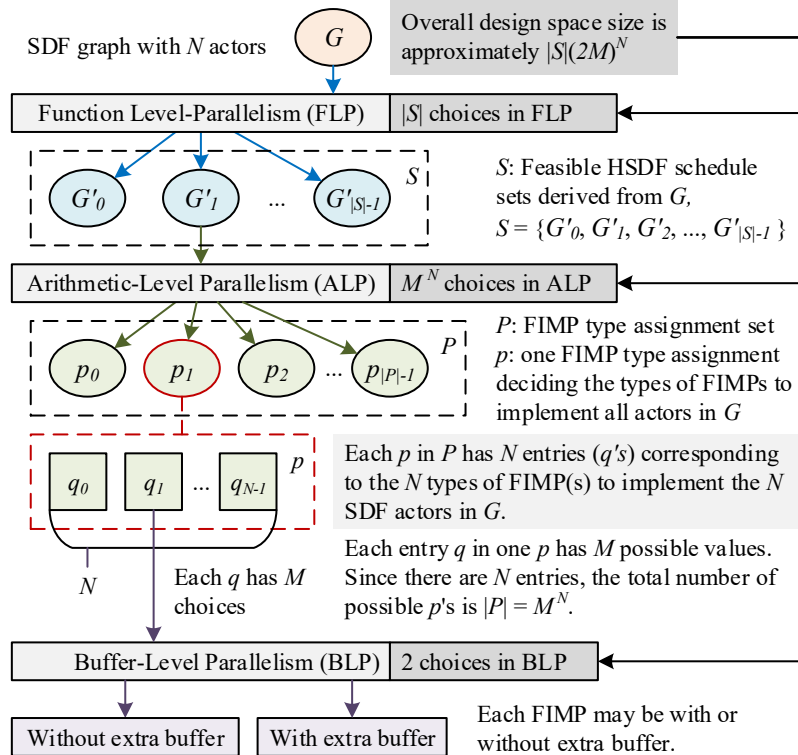 SDF graph with N actors
G
Overall design space size is
approximately |S|(2M)^N
Function Level-Parallelism (FLP)
|S| choices in FLP
G'0
G'1
...
G'|S|-1
S
S: Feasible HSDF schedule
sets derived from G,
S = {G'0, G'1, G'2, ..., G'|S|-1 }
Arithmetic-Level Parallelism (ALP)
M^N choices in ALP
p0
p1
p2
...
p|P|-1
P
P: FIMP type assignment set
p: one FIMP type assignment
deciding the types of FIMPs to
implement all actors in G
q0
q1
...
qN-1
p
Each p in P has N entries (q's) corresponding
to the N types of FIMP(s) to implement the N
SDF actors in G.
N
Each q has M
choices
Each entry q in one p has M possible values.
Since there are N entries, the total number of
possible p's is |P| = M^N.
Buffer-Level Parallelism (BLP)
2 choices in BLP
Without extra buffer
With extra buffer
Each FIMP may be with or
without extra buffer.